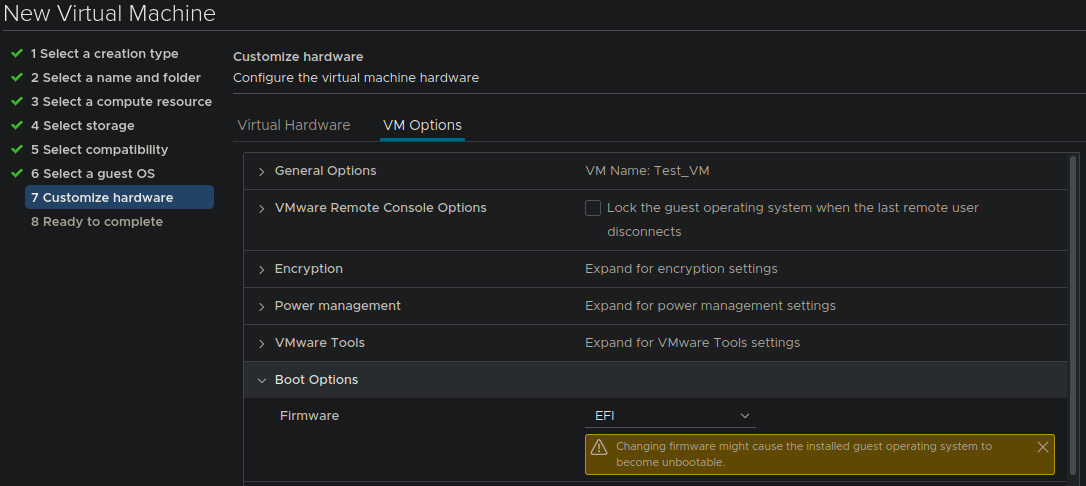 New Virtual Machine
1 Select a creation type
2 Select a name and folder
3 Select a compute resource
4 Select storage
5 Select compatibility
6 Select a guest OS
7 Customize hardware
8 Ready to complete
Customize hardware
Configure the virtual machine hardware
Virtual Hardware
VM Options
General Options
VM Name: Test_VM
VMware Remote Console Options
Lock the guest operating system when the last remote user
disconnects
Encryption
Expand for encryption settings
Power management
Expand for power management settings
VMware Tools
Expand for VMware Tools settings
Boot Options
Firmware
EFI
Changing firmware might cause the installed guest operating system to
become unbootable.